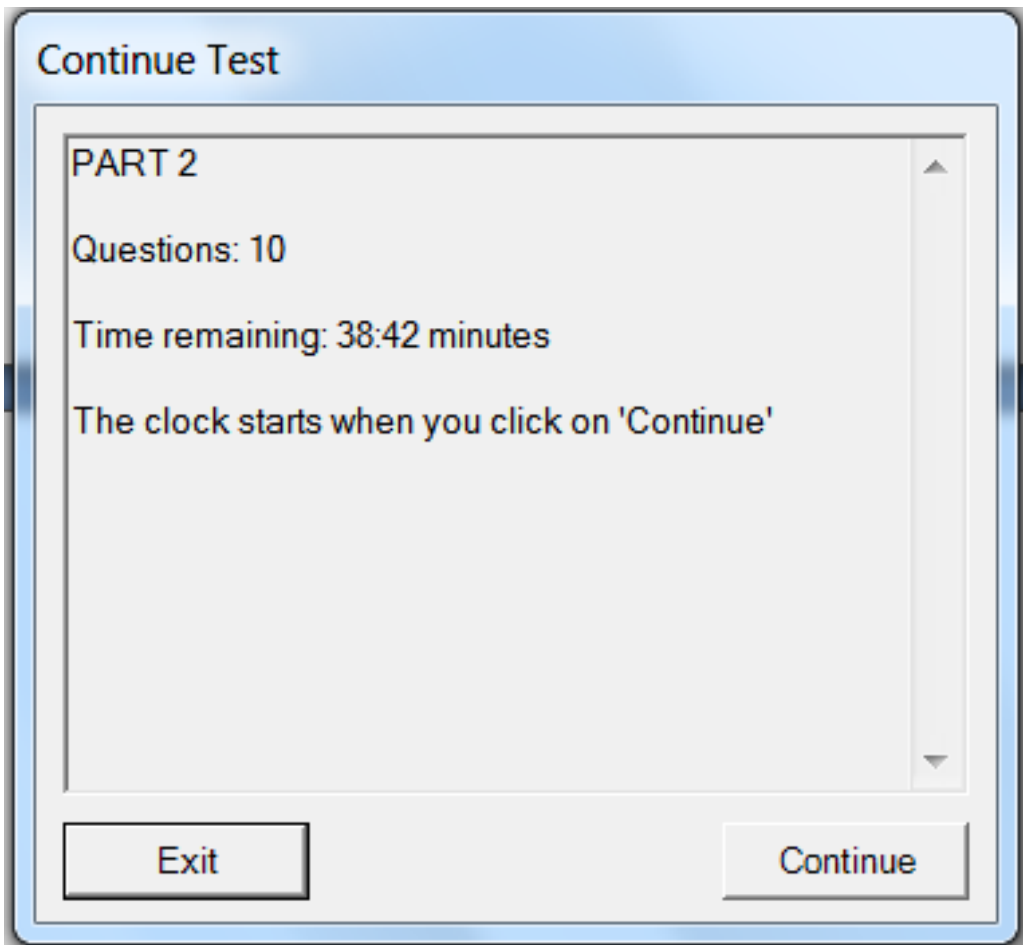 Continue Test
PART 2
Questions: 10
Time remaining: 38:42 minutes
The clock starts when you click on 'Continue'
Exit
Continue